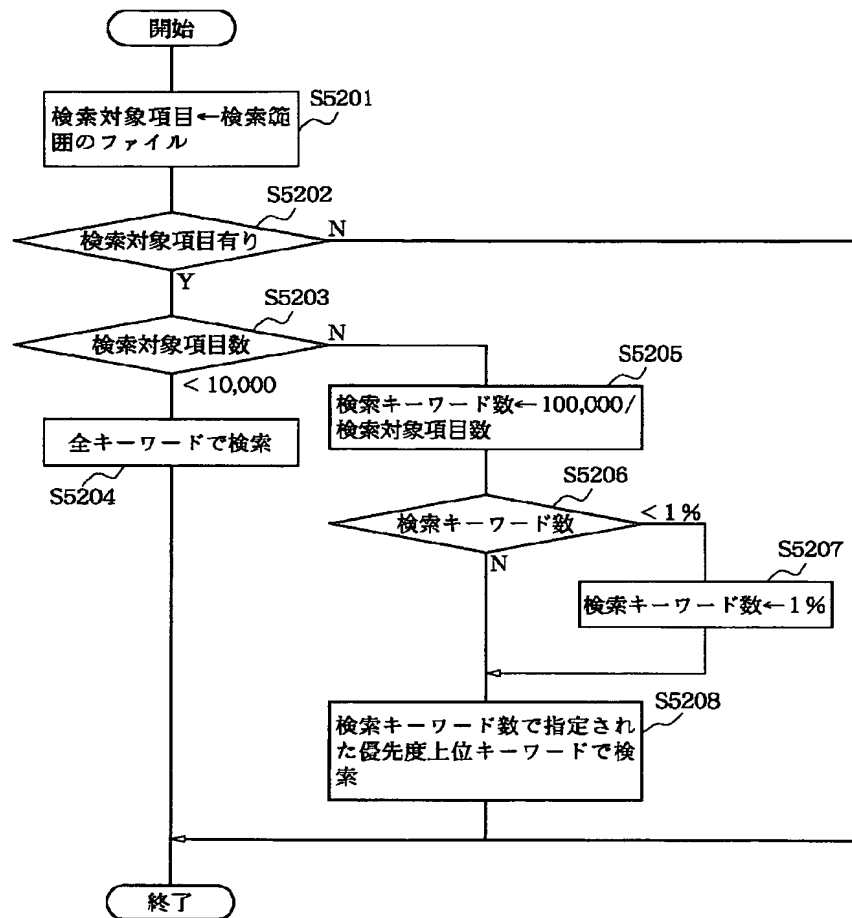 開始
S5201
検索対象項目←検索範
囲のファイル
S5202
検索対象項目有り
N
Y
S5203
検索対象項目数
N
< 10,000
S5205
検索キーワード数←100,000/
検索対象項目数
全キーワードで検索
S5204
S5206
検索キーワード数
< 1%
N
S5207
検索キーワード数←1%
S5208
検索キーワード数で指定され
た優先度上位キーワードで検
索
終了